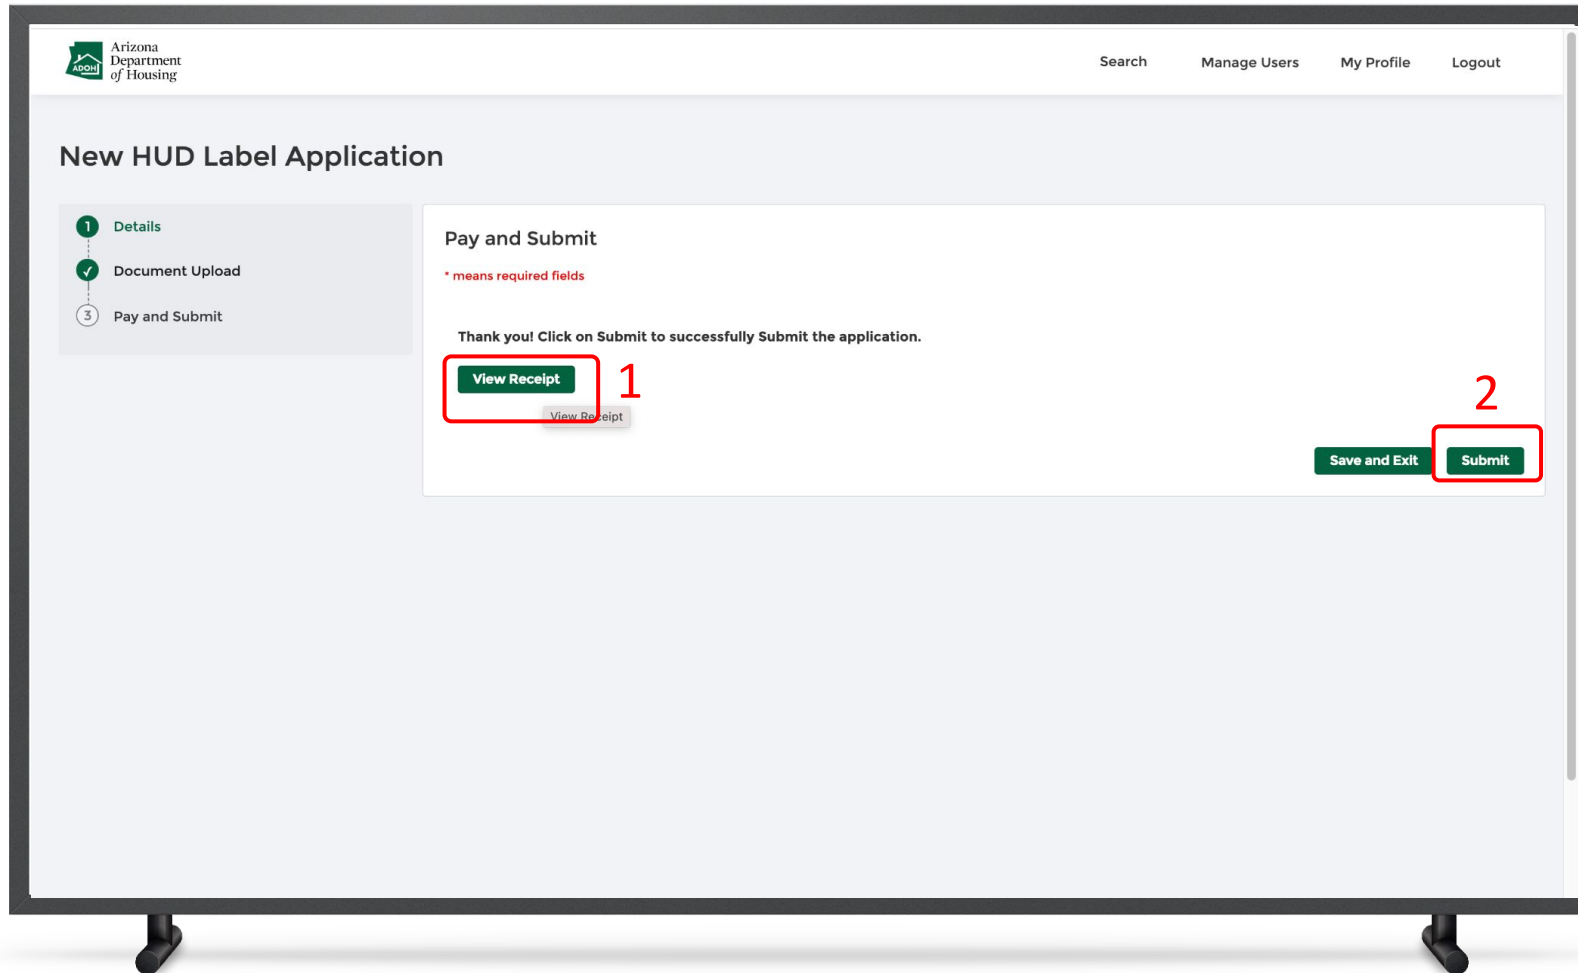 Arizona
Department
of Housing
ADOH
Search Manage Users My Profile Logout
New HUD Label Application
1 Details
Document Upload
3 Pay and Submit
Pay and Submit
* means required fields
Thank you! Click on Submit to successfully Submit the application.
View Receipt
1
View Receipt
2
Save and Exit Submit